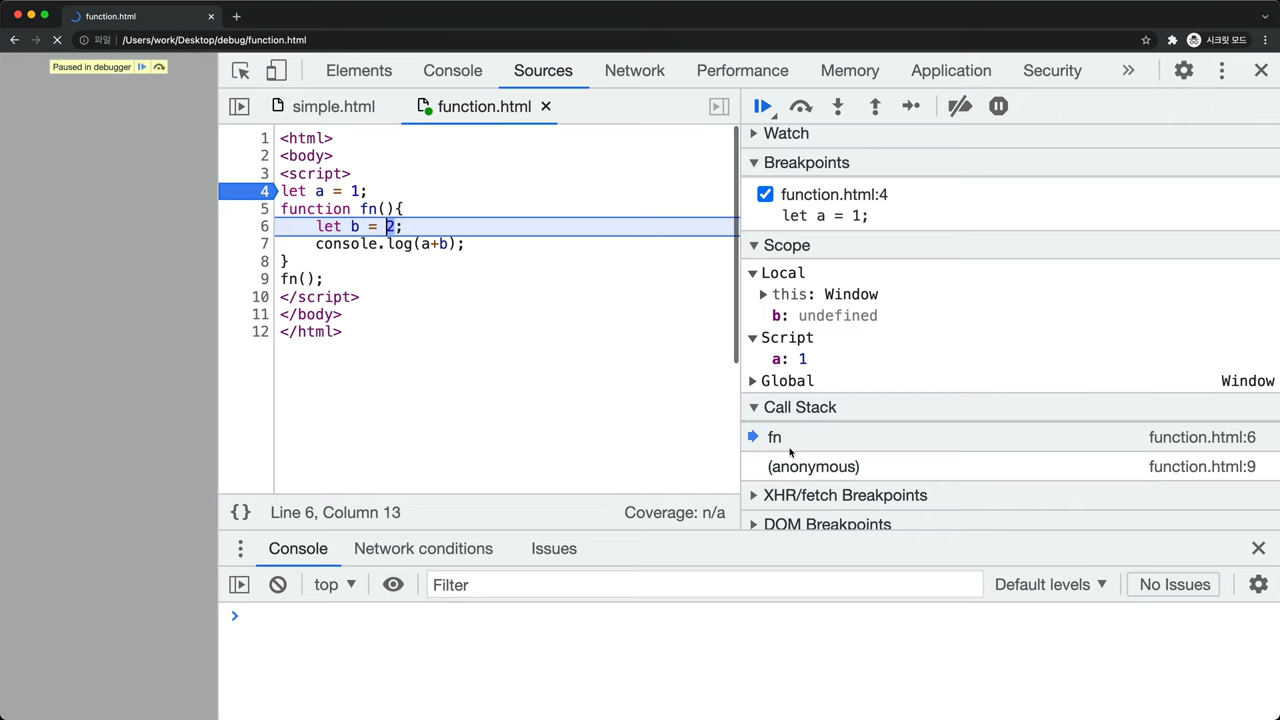 function.html
파일 /Users/work/Desktop/debug/function.html
시크릿 모드
Paused in debugger
Elements Console Sources Network Performance Memory Application Security
simple.html function.html
1 <html>
2 <body>
3 <script>
4 let a = 1;
5 function fn(){
6 let b = 2;
7 console.log(a+b);
8 }
9 fn();
10 </script>
11 </body>
12 </html>
{} Line 6, Column 13 Coverage: n/a
Watch
Breakpoints
function.html:4
let a = 1;
Scope
Local
this: Window
b: undefined
Script
a: 1
Global Window
Call Stack
fn function.html:6
(anonymous) function.html:9
XHR/fetch Breakpoints
DOM Breakpoints
Console Network conditions Issues
top Filter Default levels No Issues